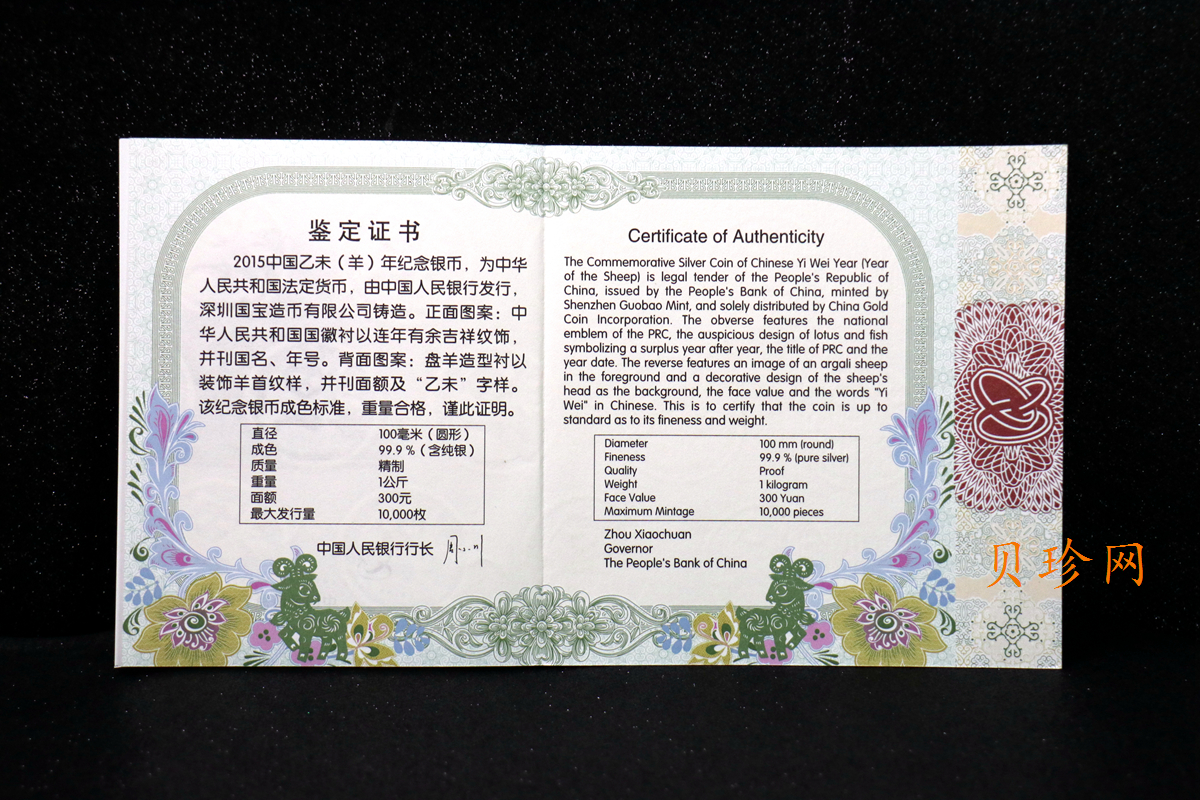 鉴定证书
2015中国乙未（羊）年纪念银币，为中华
人民共和国法定货币，由中国人民银行发行，
深圳国宝造币有限公司铸造。正面图案：中
华人民共和国国徽衬以连年有余吉祥纹饰，
并刊国名、年号。背面图案：盘羊造型衬以
装饰羊首纹样，并刊面额及“乙未”字样。
该纪念银币成色标准，重量合格，谨此证明。
直径 100毫米（圆形）
成色 99.9％（含纯银）
质量 精制
重量 1公斤
面额 300元
最大发行量 10,000枚
中国人民银行行长 周小川
Certificate of Authenticity
The Commemorative Silver Coin of Chinese Yi Wei Year (Year
of the Sheep) is legal tender of the People's Republic of
China, issued by the People's Bank of China, minted by
Shenzhen Guobao Mint, and solely distributed by China Gold
Coin Incorporation. The obverse features the national
emblem of the PRC, the auspicious design of lotus and fish
symbolizing a surplus year after year, the title of PRC and the
year date. The reverse features an image of an argali sheep
in the foreground and a decorative design of the sheep's
head as the background, the face value and the words "Yi
Wei" in Chinese. This is to certify that the coin is up to
standard as to its fineness and weight.
Diameter 100 mm (round)
Fineness 99.9 % (pure silver)
Quality Proof
Weight 1 kilogram
Face Value 300 Yuan
Maximum Mintage 10,000 pieces
Zhou Xiaochuan
Governor
The People's Bank of China
贝珍网